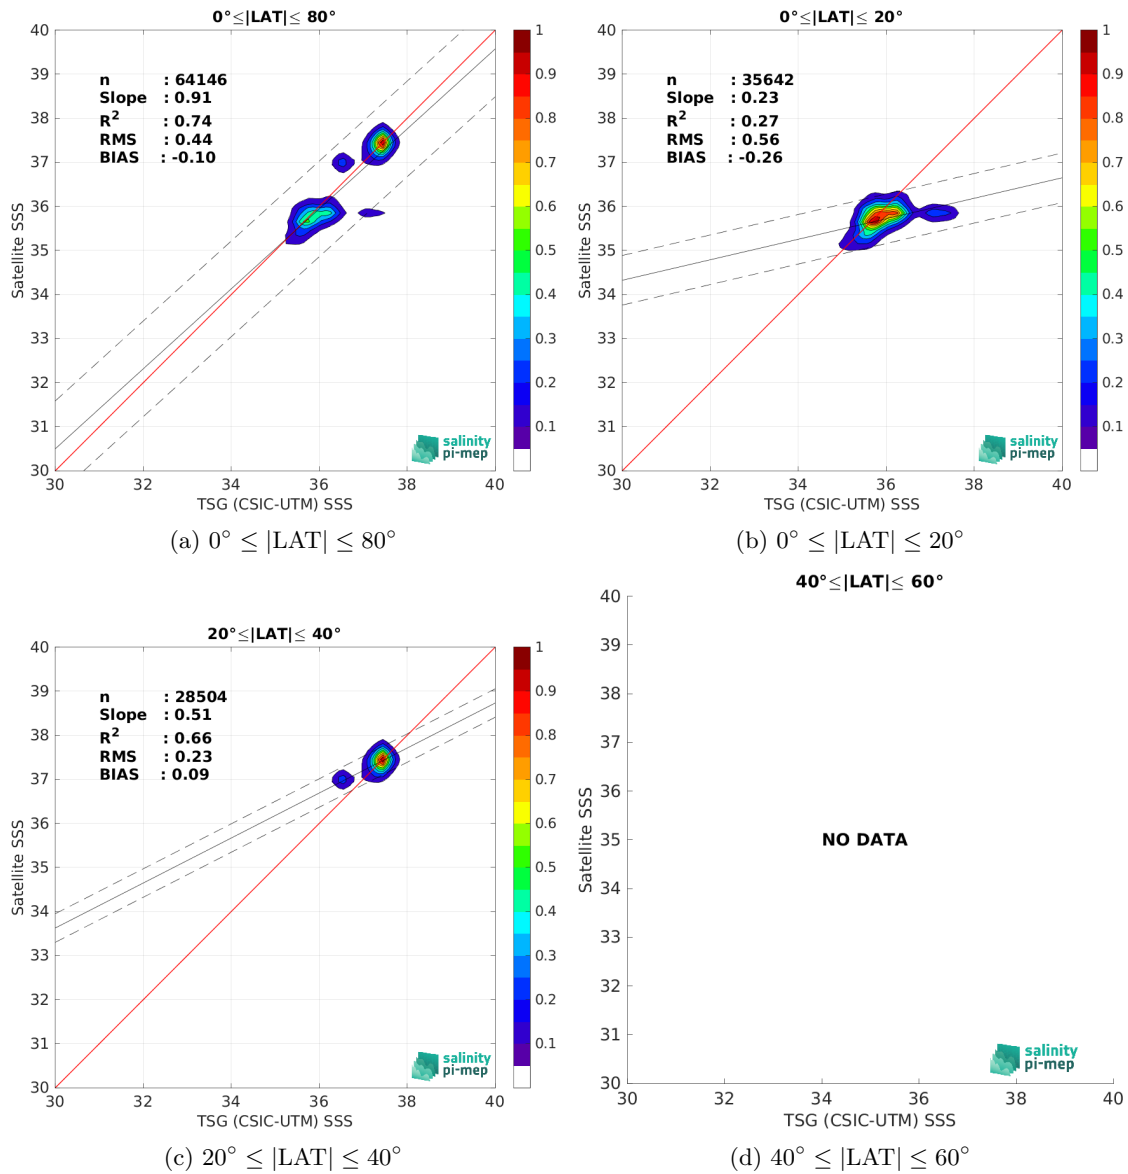 0°≤|LAT|≤ 80°
40
39
38
37
36
35
34
33
32
31
30
Satellite SSS
n : 64146
Slope : 0.91
R² : 0.74
RMS : 0.44
BIAS : -0.10
1
0.9
0.8
0.7
0.6
0.5
0.4
0.3
0.2
0.1
salinity
pi-mep
30 32 34 36 38 40
TSG (CSIC-UTM) SSS
(a) 0° ≤ |LAT| ≤ 80°
0°≤|LAT|≤ 20°
40
39
38
37
36
35
34
33
32
31
30
Satellite SSS
n : 35642
Slope : 0.23
R² : 0.27
RMS : 0.56
BIAS : -0.26
1
0.9
0.8
0.7
0.6
0.5
0.4
0.3
0.2
0.1
salinity
pi-mep
30 32 34 36 38 40
TSG (CSIC-UTM) SSS
(b) 0° ≤ |LAT| ≤ 20°
20°≤|LAT|≤ 40°
40
39
38
37
36
35
34
33
32
31
30
Satellite SSS
n : 28504
Slope : 0.51
R² : 0.66
RMS : 0.23
BIAS : 0.09
1
0.9
0.8
0.7
0.6
0.5
0.4
0.3
0.2
0.1
salinity
pi-mep
30 32 34 36 38 40
TSG (CSIC-UTM) SSS
(c) 20° ≤ |LAT| ≤ 40°
40°≤|LAT|≤ 60°
40
39
38
37
36
35
34
33
32
31
30
Satellite SSS
NO DATA
salinity
pi-mep
30 32 34 36 38 40
TSG (CSIC-UTM) SSS
(d) 40° ≤ |LAT| ≤ 60°